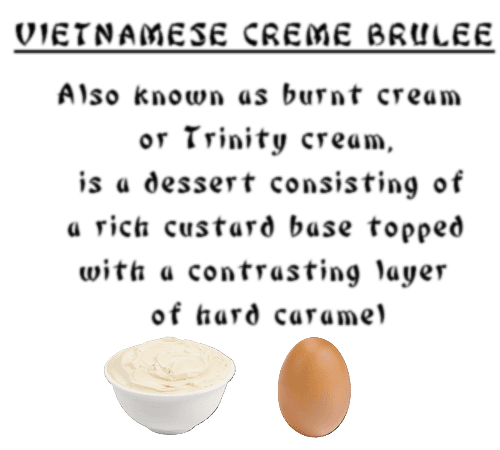 VIETNAMESE CREME BRULEE
Also known as burnt cream
or Trinity cream,
is a dessert consisting of
a rich custard base topped
with a contrasting layer
of hard caramel